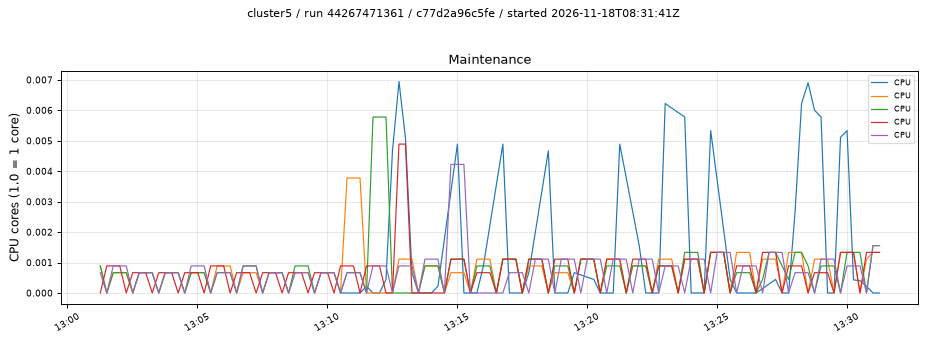 cluster5 / run 44267471361 / c77d2a96c5fe / started 2026-11-18T08:31:41Z
Maintenance
CPU cores (1.0 = 1 core)
0.007
0.006
0.005
0.004
0.003
0.002
0.001
0.000
CPU
CPU
CPU
CPU
CPU
13:00
13:05
13:10
13:15
13:20
13:25
13:30